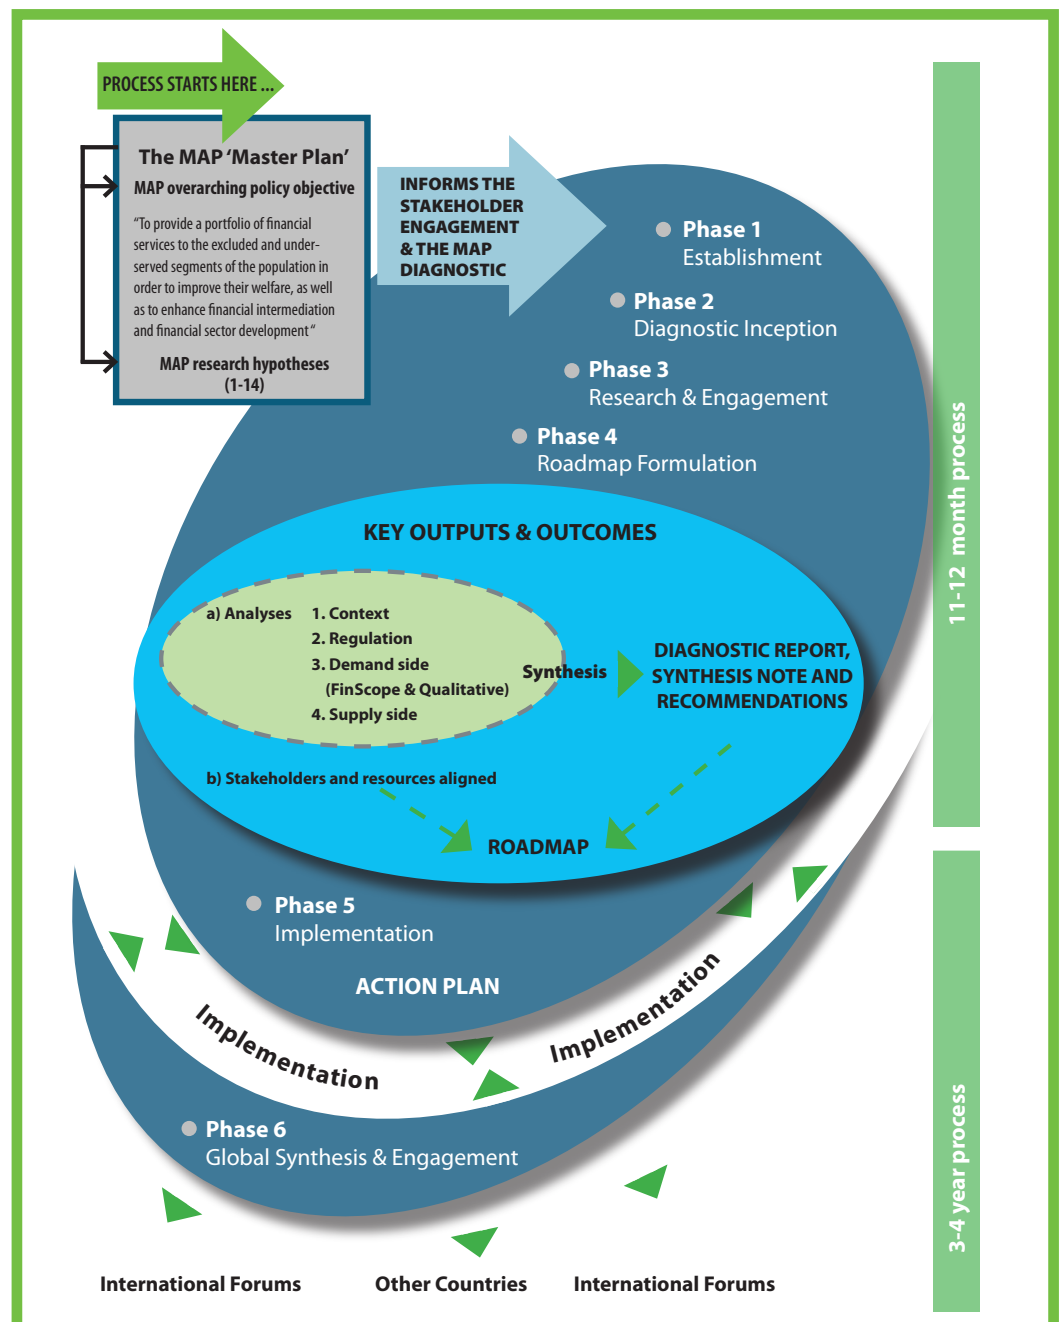 PROCESS STARTS HERE ...
The MAP ‘Master Plan’
MAP overarching policy objective
“To provide a portfolio of financial
services to the excluded and under-
served segments of the population in
order to improve their welfare, as well
as to enhance financial intermediation
and financial sector development“
MAP research hypotheses
(1-14)
INFORMS THE
STAKEHOLDER
ENGAGEMENT
& THE MAP
DIAGNOSTIC
Phase 1
Establishment
Phase 2
Diagnostic Inception
Phase 3
Research & Engagement
Phase 4
Roadmap Formulation
11-12 month process
KEY OUTPUTS & OUTCOMES
a) Analyses 1. Context
2. Regulation
3. Demand side
(FinScope & Qualitative)
4. Supply side
Synthesis
DIAGNOSTIC REPORT,
SYNTHESIS NOTE AND
RECOMMENDATIONS
b) Stakeholders and resources aligned
ROADMAP
Phase 5
Implementation
ACTION PLAN
Implementation
Implementation
Phase 6
Global Synthesis & Engagement
3-4 year process
International Forums
Other Countries
International Forums